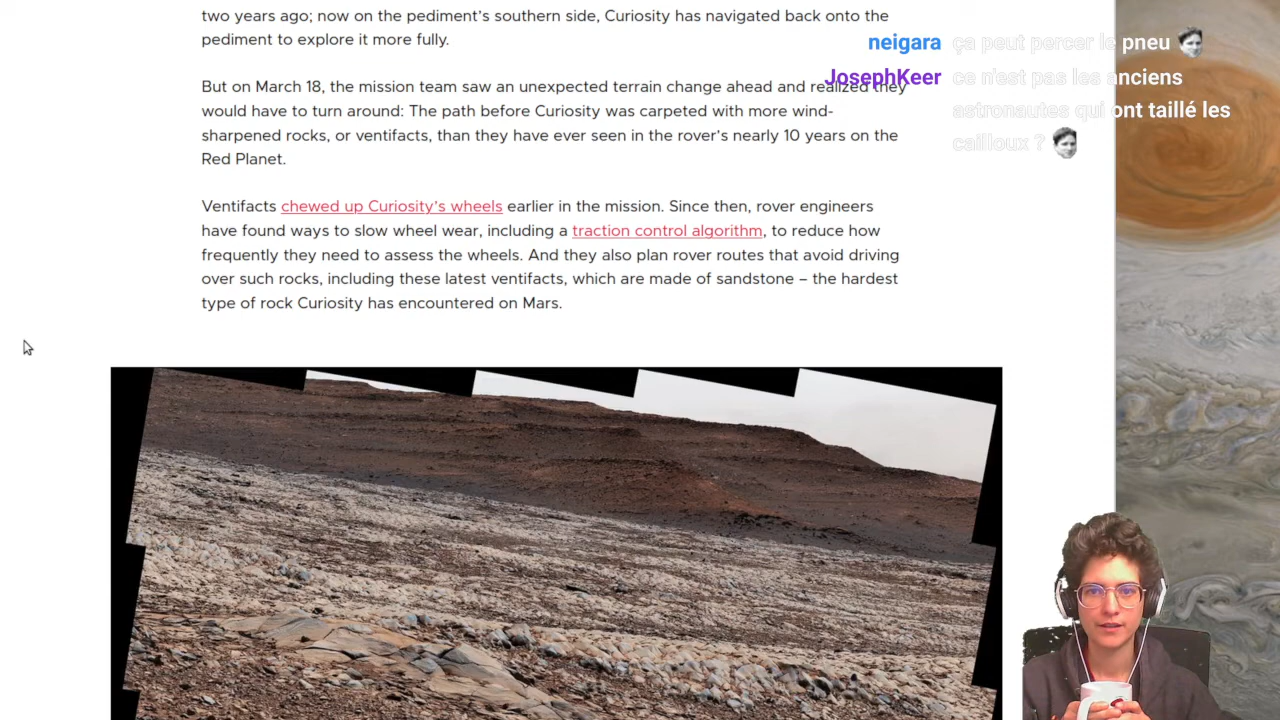 two years ago; now on the pediment's southern side, Curiosity has navigated back onto the
pediment to explore it more fully.
But on March 18, the mission team saw an unexpected terrain change ahead and realized they
would have to turn around: The path before Curiosity was carpeted with more wind-
sharpened rocks, or ventifacts, than they have ever seen in the rover's nearly 10 years on the
Red Planet.
Ventifacts chewed up Curiosity's wheels earlier in the mission. Since then, rover engineers
have found ways to slow wheel wear, including a traction control algorithm, to reduce how
frequently they need to assess the wheels. And they also plan rover routes that avoid driving
over such rocks, including these latest ventifacts, which are made of sandstone – the hardest
type of rock Curiosity has encountered on Mars.
neigara ça peut percer le pneu
JosephKeer ce n'est pas les anciens
astronautes qui ont taillé les
cailloux ?